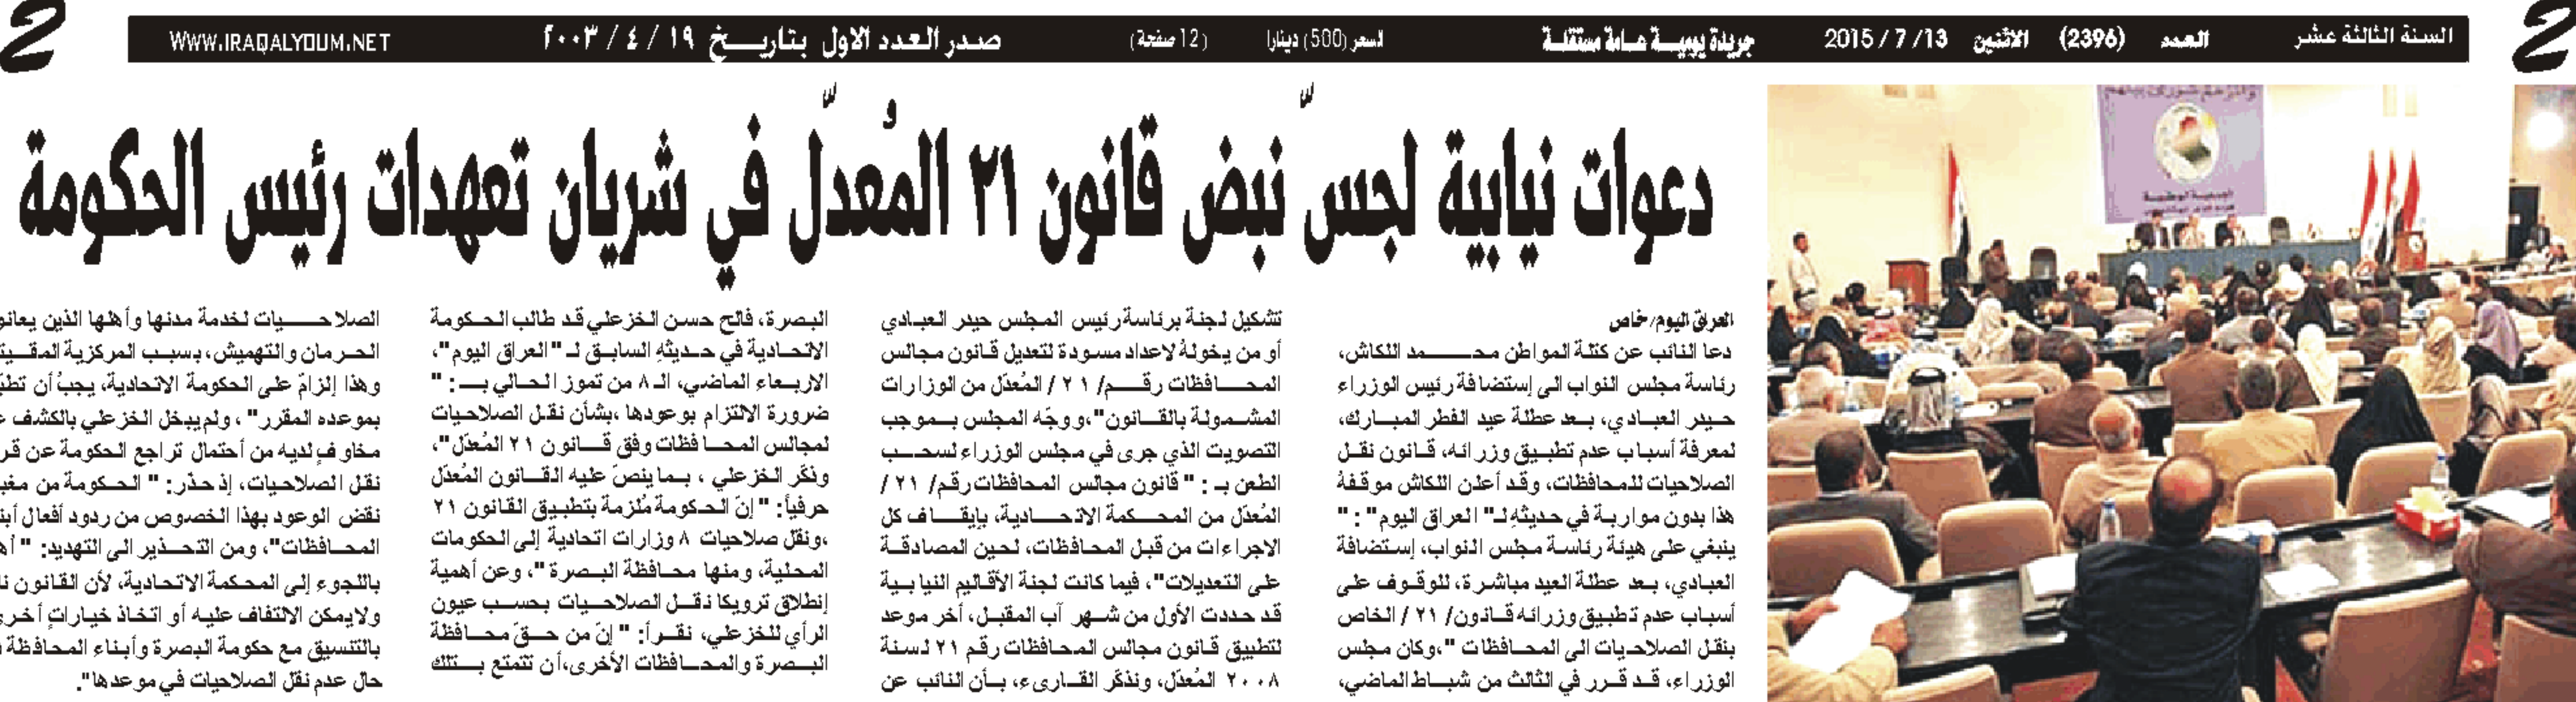 2
السنة الثالثة عشر
العدد (2396) الاثنين 13/ 7 / 2015
جريدة يومية عامة مستقلة
السعر (500) دينارا
(12 صفحة)
صدر العدد الاول بتاريخ ١٩ / ٤ / ٢٠٠٣
WWW.IRAQALYOUM.NET
2
دعوات نيابية لجسّ نبض قانون ٢١ المُعدّل في شريان تعهدات رئيس الحكومة
العراق اليوم/خاص
دعا النائب عن كتلة المواطن محمد اللكاش،
رئاسة مجلس النواب الى إستضافة رئيس الوزراء
حيدر العبادي، بعد عطلة عيد الفطر المبارك،
لمعرفة أسباب عدم تطبيق وزرائه، قانون نقل
الصلاحيات للمحافظات، وقد أعلن اللكاش موقفهُ
هذا بدون مواربة في حديثهِ لـ" العراق اليوم" : "
ينبغي على هيئة رئاسة مجلس النواب، إستضافة
العبادي، بعد عطلة العيد مباشرة، للوقوف على
أسباب عدم تطبيق وزرائه قانون/ ٢١ / الخاص
بنقل الصلاحيات الى المحافظات "،وكان مجلس
الوزراء، قد قرر في الثالث من شباط الماضي،
تشكيل لجنة برئاسة رئيس المجلس حيدر العبادي
أو من يخولهُ لاعداد مسودة لتعديل قانون مجالس
المحافظات رقم/ ٢١ / المُعدّل من الوزارات
المشمولة بالقانون"،ووجّه المجلس بموجب
التصويت الذي جرى في مجلس الوزراء لسحب
الطعن بـ : " قانون مجالس المحافظات رقم/ ٢١ /
المُعدّل من المحكمة الاتحادية، بإيقاف كل
الاجراءات من قبل المحافظات، لحين المصادقة
على التعديلات"، فيما كانت لجنة الأقاليم النيابية
قد حددت الأول من شهر آب المقبل، أخر موعد
لتطبيق قانون مجالس المحافظات رقم ٢١ لسنة
٢٠٠٨ المُعدّل، ونذكّر القارىء، بأن النائب عن
البصرة، فالح حسن الخزعلي قد طالب الحكومة
الاتحادية في حديثهِ السابق لـ " العراق اليوم"،
الاربعاء الماضي، الـ ٨ من تموز الحالي بـ : "
ضرورة الالتزام بوعودها ،بشأن نقل الصلاحيات
لمجالس المحافظات وفق قانون ٢١ المُعدّل"،
وذكّر الخزعلي ، بما ينصّ عليه القانون المُعدّل
حرفياً: " إنّ الحكومة مُلزمة بتطبيق القانون ٢١
،ونقل صلاحيات ٨ وزارات اتحادية إلى الحكومات
المحلية، ومنها محافظة البصرة "، وعن أهمية
إنطلاق ترويكا نقل الصلاحيات بحسب عيون
الرأي للخزعلي، نقرأ: " إنّ من حقّ محافظة
البصرة والمحافظات الأخرى،أن تتمتع بتلك
الصلاحيات لخدمة مدنها وأهلها الذين
الحرمان والتهميش، بسبب المركزية
وهذا إلزامٌ على الحكومة الاتحادية، يجبُ أن
بموعده المقرر" ، ولم يبخل الخزعلي بالكشف
مخاوفٍ لديه من أحتمال تراجع الحكومة عن
نقل الصلاحيات، إذ حذّر: " الحكومة من
نقض الوعود بهذا الخصوص من ردود أفعال
المحافظات"، ومن التحذير الى التهديد: "
باللجوء إلى المحكمة الاتحادية، لأن القانون
ولايمكن الالتفاف عليه أو اتخاذ خياراتٍ
بالتنسيق مع حكومة البصرة وأبناء المحافظة
حال عدم نقل الصلاحيات في موعدها".